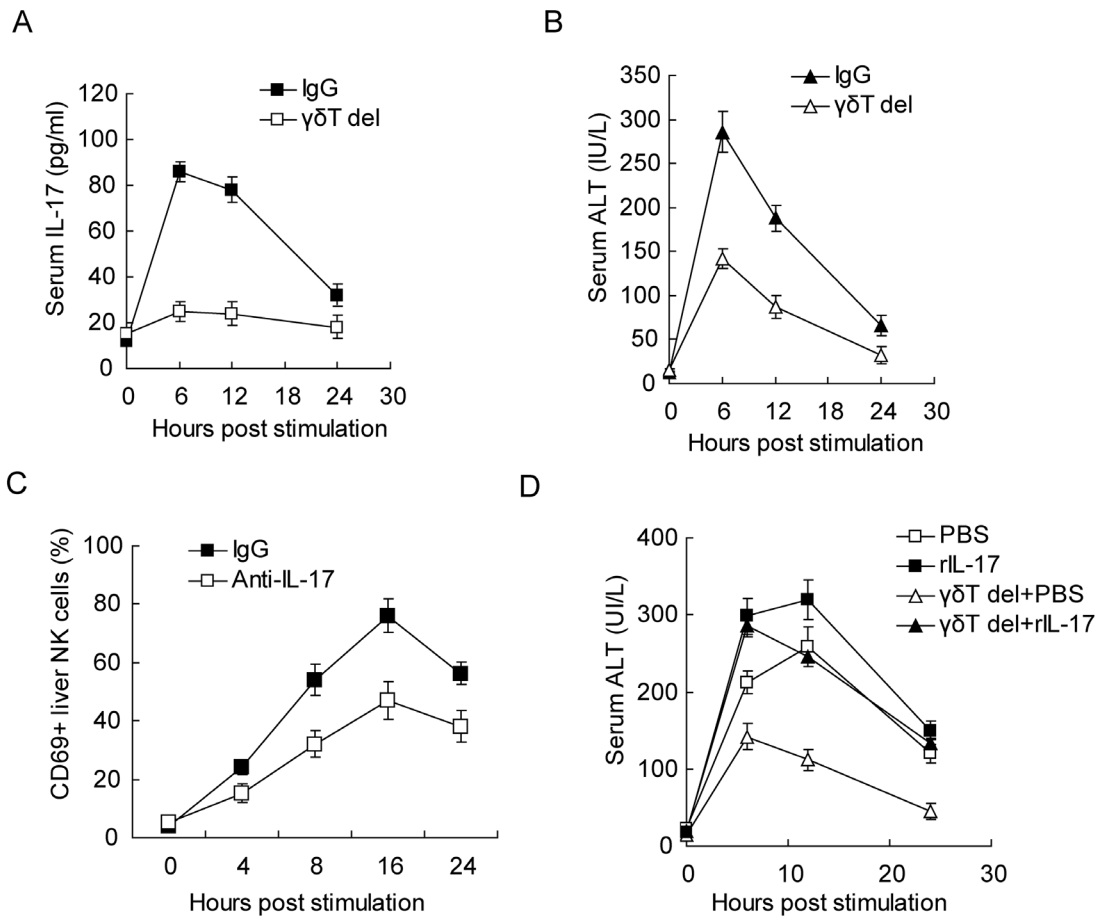 A
IgG
γδT del
Serum IL-17 (pg/ml)
120
100
80
60
40
20
0
0 6 12 18 24 30
Hours post stimulation
B
IgG
γδT del
Serum ALT (IU/L)
350
300
250
200
150
100
50
0
0 6 12 18 24 30
Hours post stimulation
C
IgG
Anti-IL-17
CD69+ liver NK cells (%)
100
80
60
40
20
0
0 4 8 16 24
Hours post stimulation
D
PBS
rIL-17
γδT del+PBS
γδT del+rIL-17
Serum ALT (UI/L)
400
300
200
100
0
0 10 20 30
Hours post stimulation